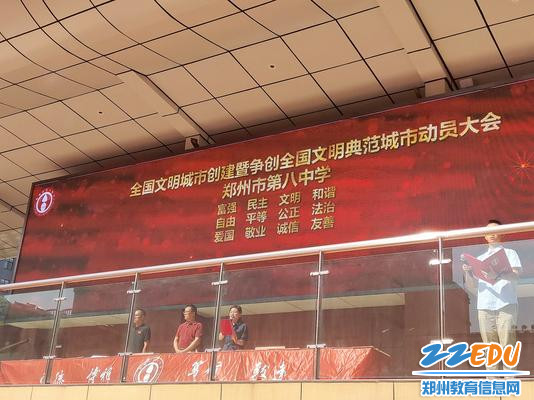 全国文明城市创建暨争创全国文明典范城市动员大会
郑州市第八中学
富强 民主 文明 和谐
自由 平等 公正 法治
爱国 敬业 诚信 友善
ZZEDU
郑州教育信息网